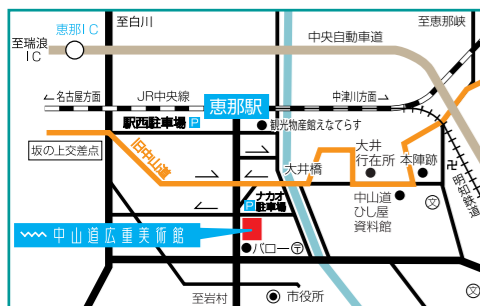 至白川
至恵那峡
恵那IC
至瑞浪
IC
中央自動車道
←名古屋方面
JR中央線
恵那駅
中津川方面→
駅西駐車場 P
観光物産館えなてらす
坂の上交差点
旧中山道
大井橋
大井
行在所
本陣跡
卍
明知鉄道
ナカオ
駐車場
P
中山道
ひし屋
資料館
文
中山道広重美術館
バロー
〒
至岩村
市役所
文